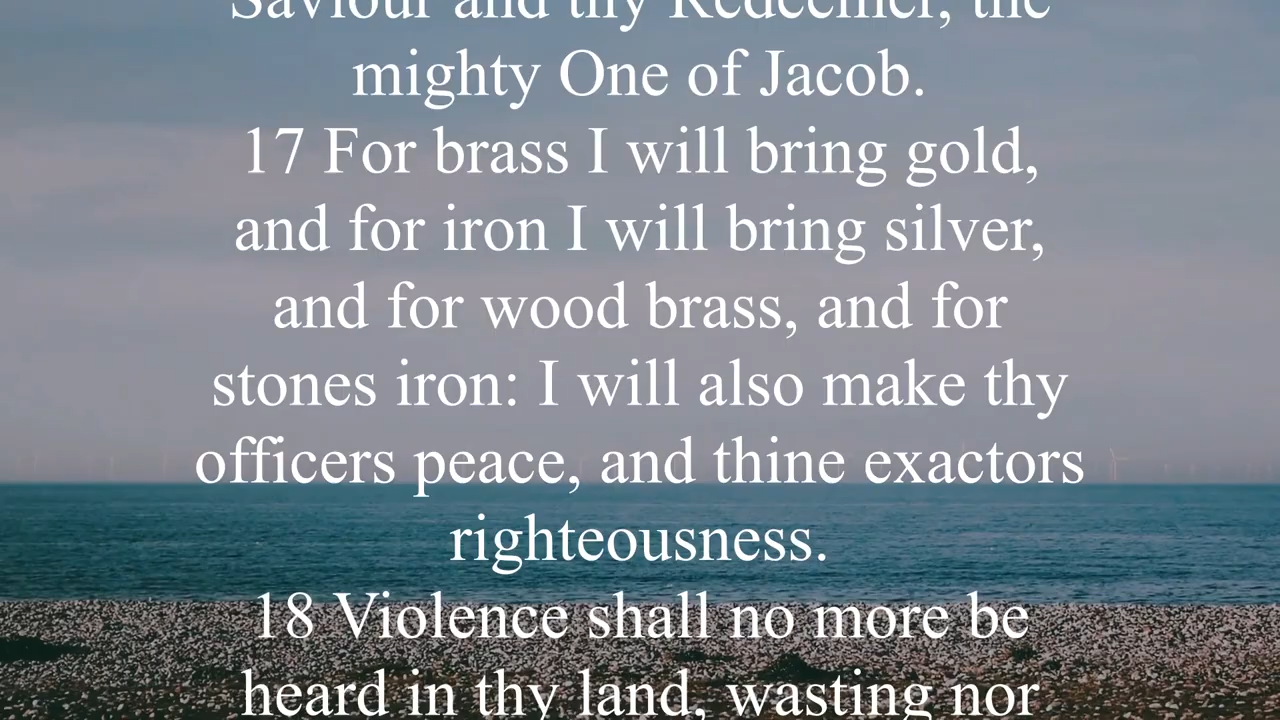 Saviour and thy Redeemer, the
mighty One of Jacob.
17 For brass I will bring gold,
and for iron I will bring silver,
and for wood brass, and for
stones iron: I will also make thy
officers peace, and thine exactors
righteousness.
18 Violence shall no more be
heard in thy land, wasting nor